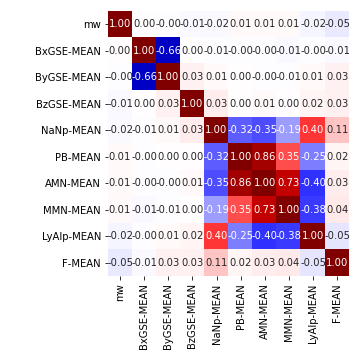 mw 1.00 0.00 -0.00 -0.01 -0.02 0.01 0.01 0.01 -0.02 -0.05
BxGSE-MEAN -0.00 1.00 -0.66 0.00 -0.01 -0.00 -0.00 -0.01 -0.00 -0.01
ByGSE-MEAN -0.00 -0.66 1.00 0.03 0.01 0.00 -0.00 -0.01 0.01 0.03
BzGSE-MEAN -0.01 0.00 0.03 1.00 0.03 0.00 0.01 0.00 0.02 0.03
NaNp-MEAN -0.02 -0.01 0.01 0.03 1.00 -0.32 -0.35 -0.19 0.40 0.11
PB-MEAN -0.01 -0.00 0.00 0.00 -0.32 1.00 0.86 0.35 -0.25 0.02
AMN-MEAN -0.01 -0.00 -0.00 0.01 -0.35 0.86 1.00 0.73 -0.40 0.03
MMN-MEAN -0.01 -0.01 -0.01 0.00 -0.19 0.35 0.73 1.00 -0.38 0.04
LyAlp-MEAN -0.02 -0.00 0.01 0.02 0.40 -0.25 -0.40 -0.38 1.00 -0.05
F-MEAN -0.05 -0.01 0.03 0.03 0.11 0.02 0.03 0.04 -0.05 1.00
mw BxGSE-MEAN ByGSE-MEAN BzGSE-MEAN NaNp-MEAN PB-MEAN AMN-MEAN MMN-MEAN LyAlp-MEAN F-MEAN